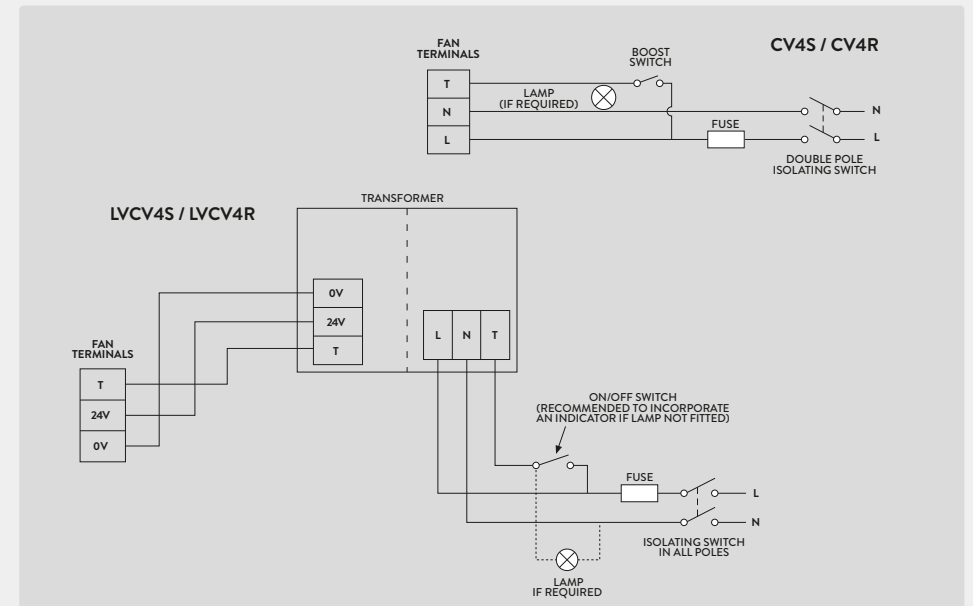 CV4S / CV4R
FAN
TERMINALS
T
N
L
LAMP
(IF REQUIRED)
BOOST
SWITCH
FUSE
N
L
DOUBLE POLE
ISOLATING SWITCH
LVCV4S / LVCV4R
TRANSFORMER
0V
24V
T
L N T
FAN
TERMINALS
T
24V
0V
ON/OFF SWITCH
(RECOMMENDED TO INCORPORATE
AN INDICATOR IF LAMP NOT FITTED)
FUSE
L
N
ISOLATING SWITCH
IN ALL POLES
LAMP
IF REQUIRED